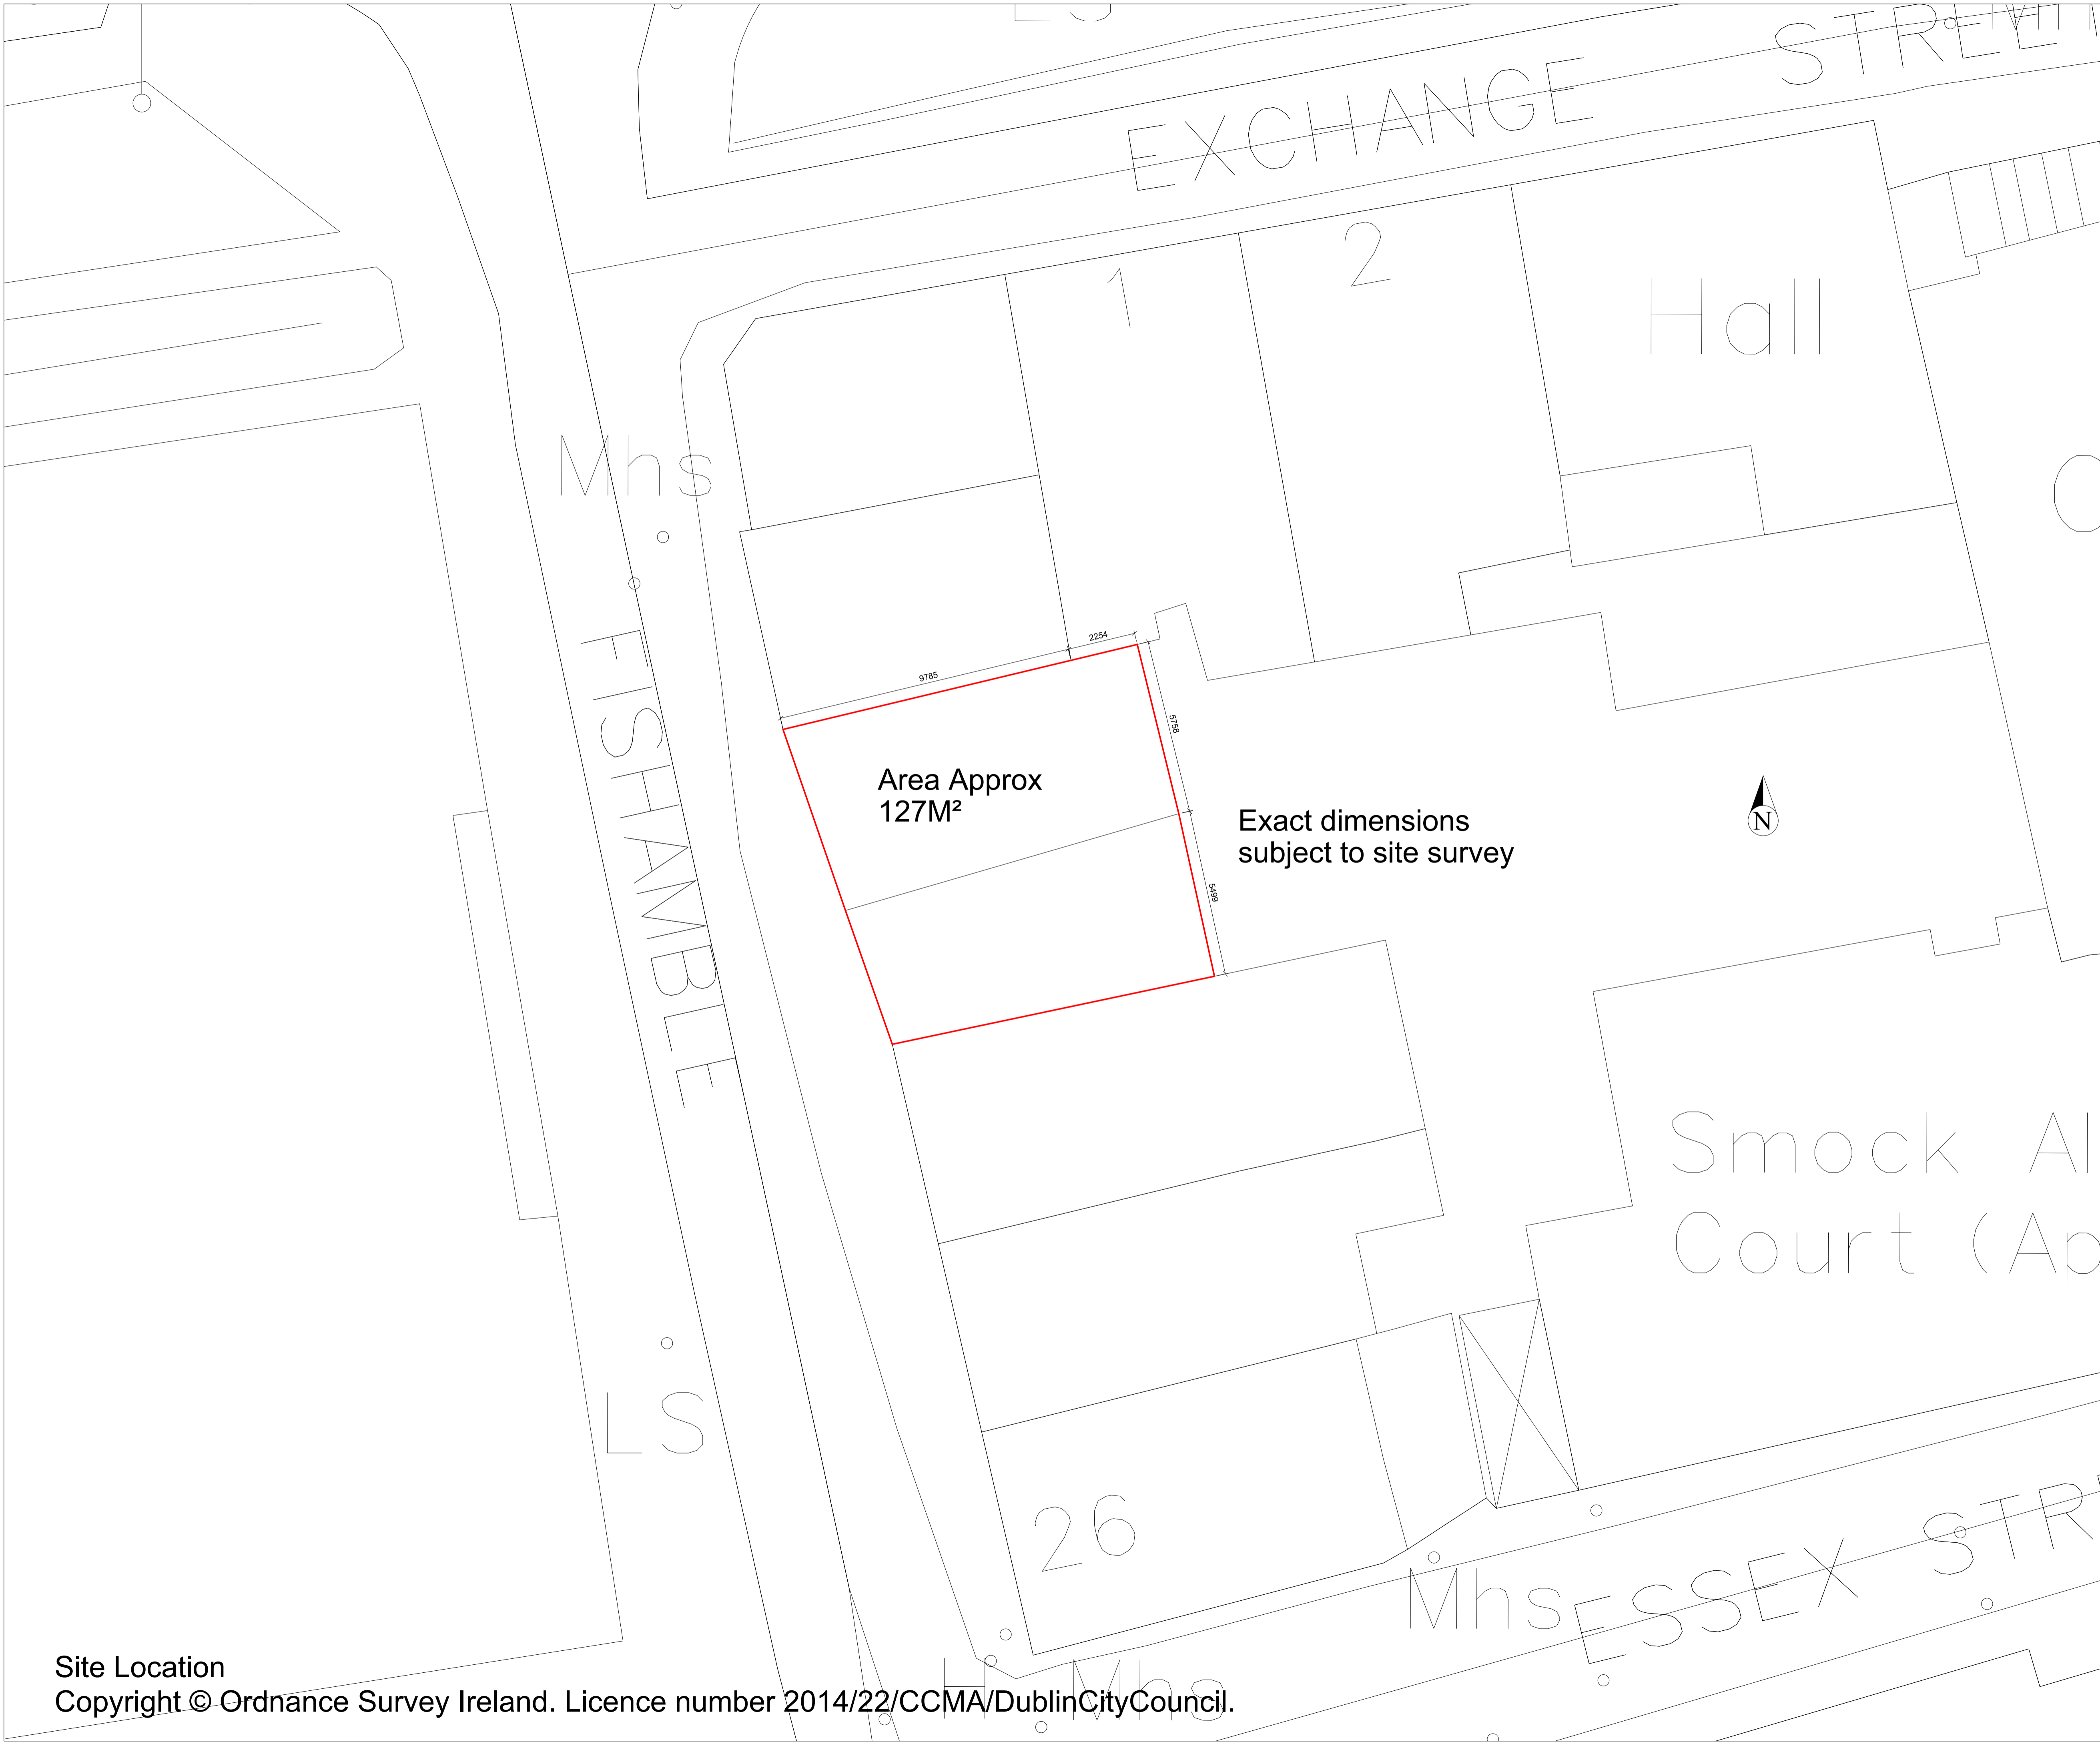 EXCHANGE STREET
1
2
Hall
Mhs
FISHAMBLE
2254
9785
5758
Area Approx
127M²
Exact dimensions
subject to site survey
N
5499
Smock Al
Court (Ap
LS
26
Mhs
ESSEX STR
H Mhs
Site Location
Copyright © Ordnance Survey Ireland. Licence number 2014/22/CCMA/DublinCityCouncil.